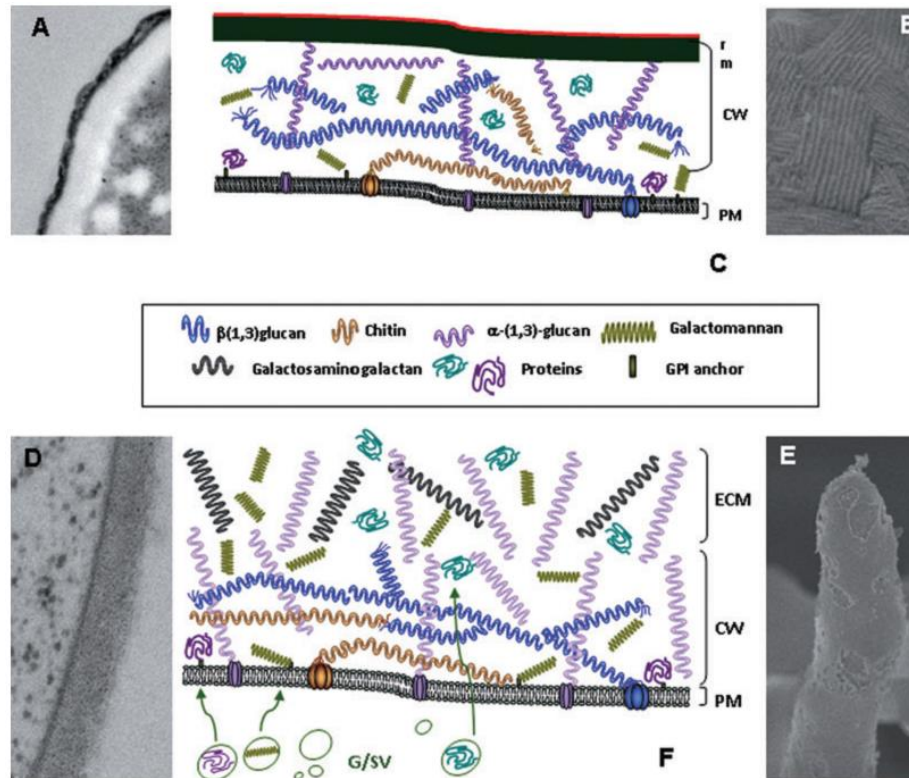 A
B
r
m
CW
PM
C
β(1,3)glucan Chitin α-(1,3)-glucan Galactomannan
Galactosaminogalactan Proteins GPI anchor
D
E
ECM
CW
PM
G/SV
F